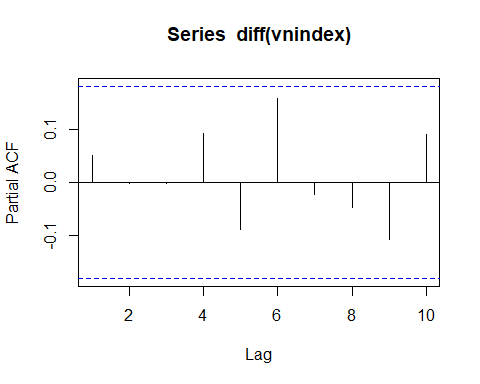 Series diff(vnindex)
Partial ACF
0.1
0.0
-0.1
2
4
6
8
10
Lag